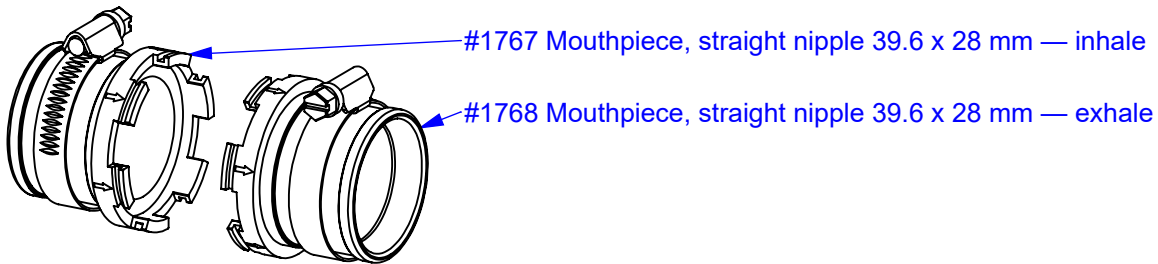 #1767 Mouthpiece, straight nipple 39.6 x 28 mm — inhale
#1768 Mouthpiece, straight nipple 39.6 x 28 mm — exhale